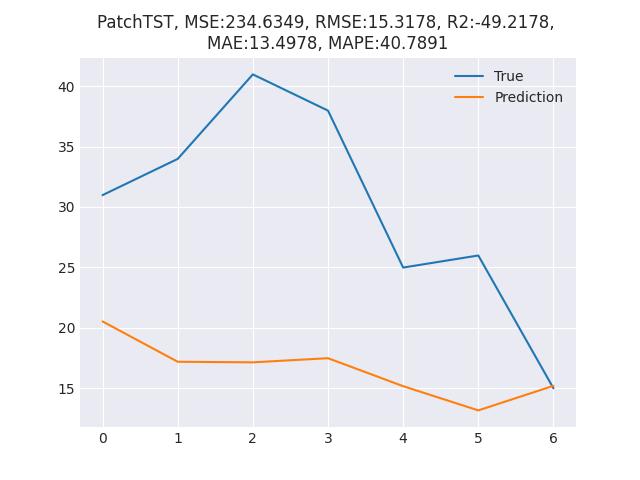 PatchTST, MSE:234.6349, RMSE:15.3178, R2:-49.2178,
MAE:13.4978, MAPE:40.7891
True
Prediction
40
35
30
25
20
15
0 1 2 3 4 5 6